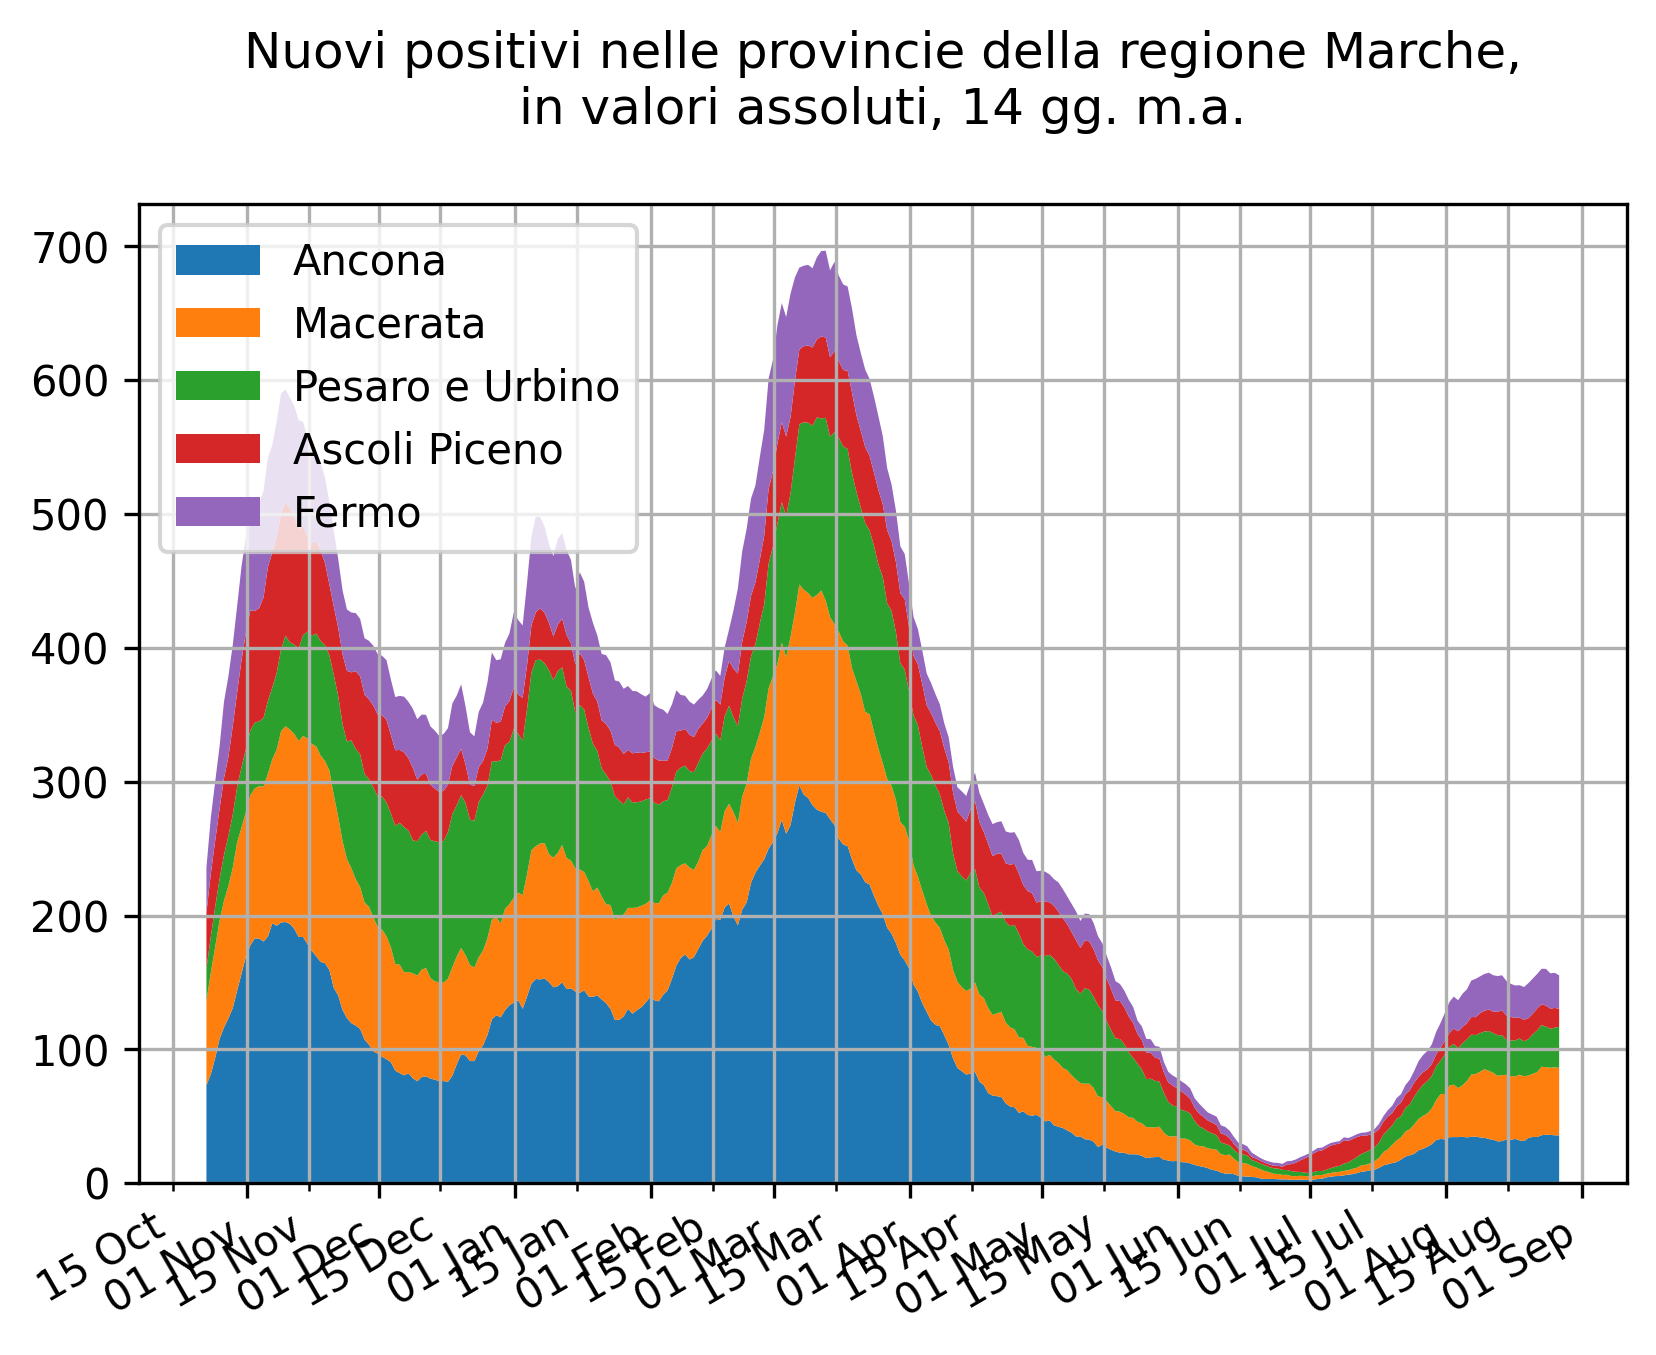 Nuovi positivi nelle provincie della regione Marche,
in valori assoluti, 14 gg. m.a.
700
600
500
400
300
200
100
0
Ancona
Macerata
Pesaro e Urbino
Ascoli Piceno
Fermo
15 Oct
01 Nov
15 Nov
01 Dec
15 Dec
01 Jan
15 Jan
01 Feb
15 Feb
01 Mar
15 Mar
01 Apr
15 Apr
01 May
15 May
01 Jun
15 Jun
01 Jul
15 Jul
01 Aug
15 Aug
01 Sep